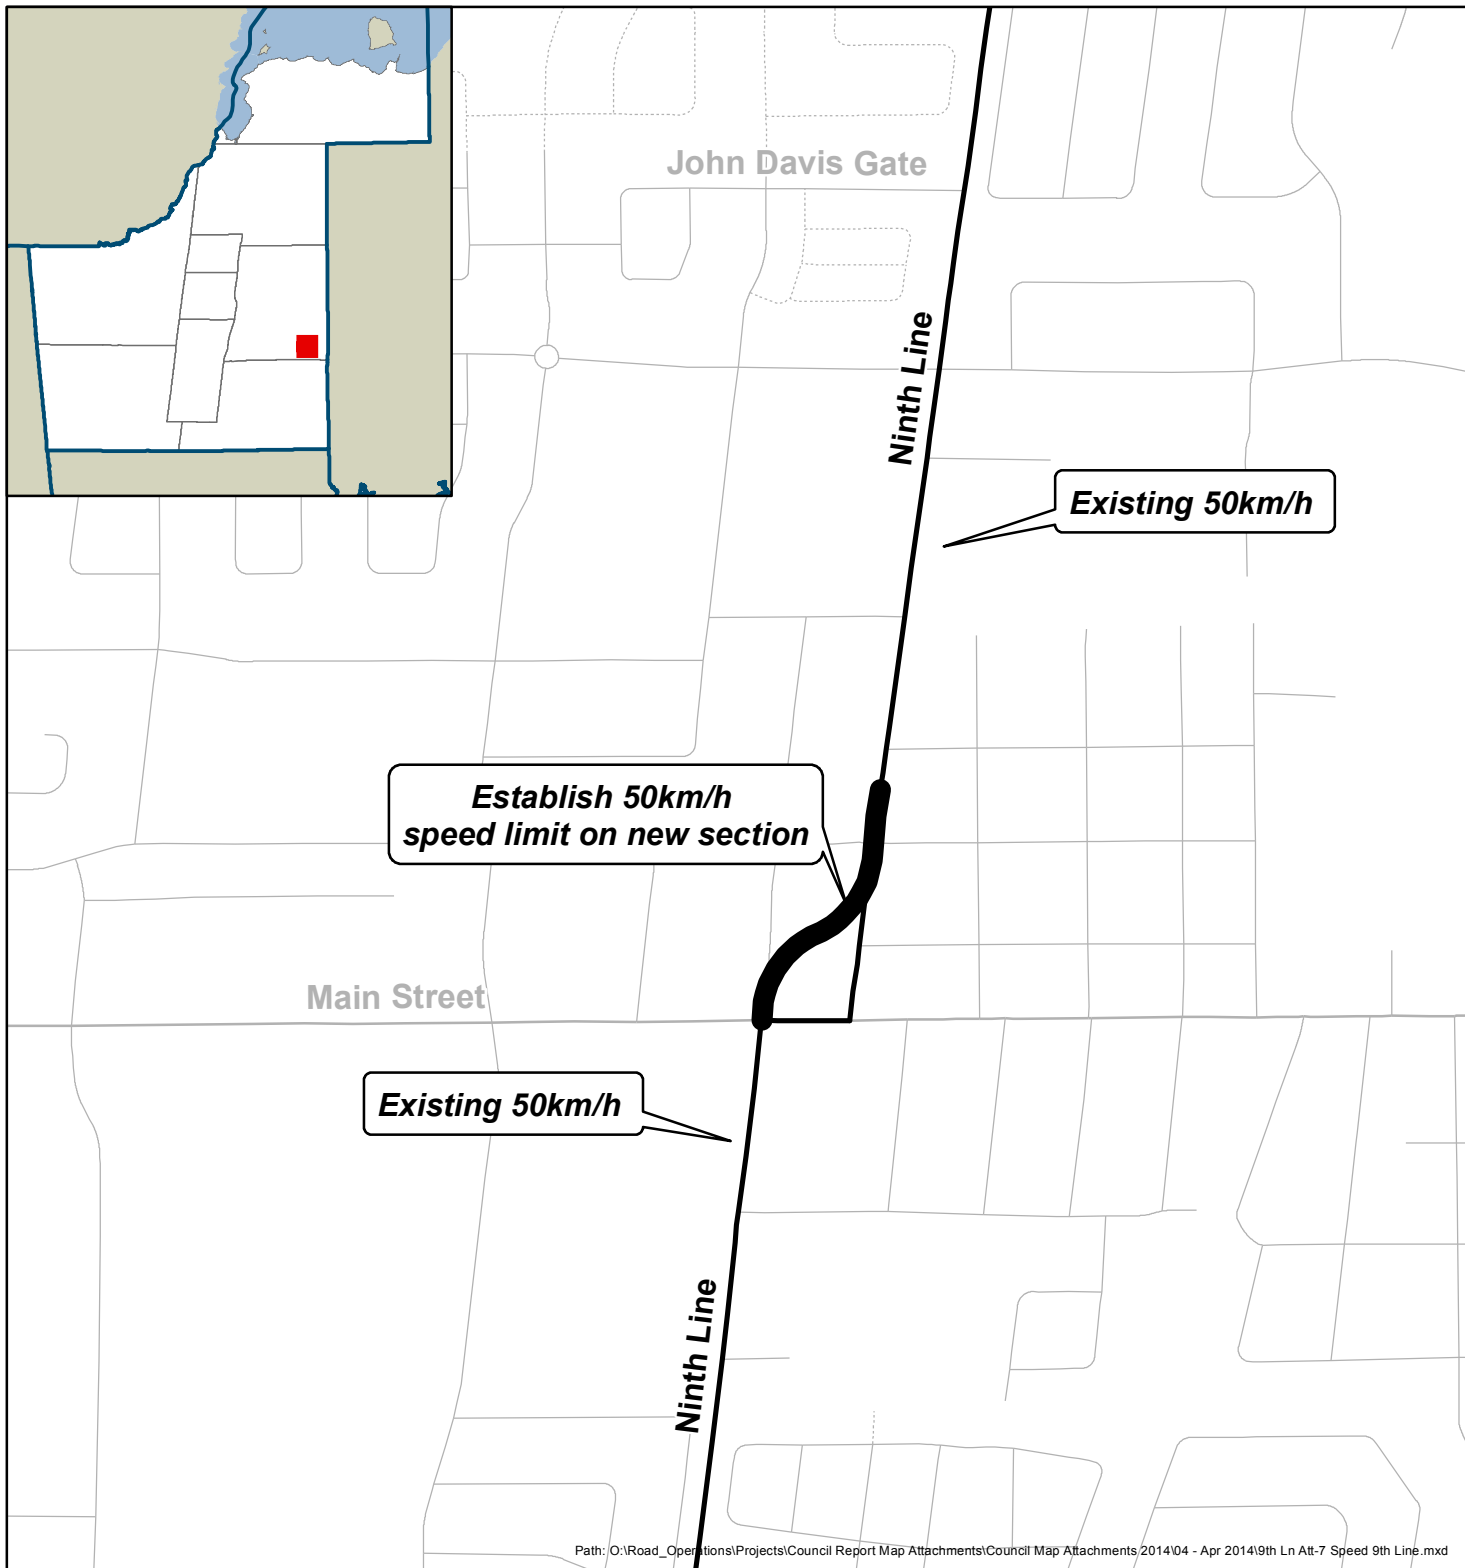 John Davis Gate
Ninth Line
Existing 50km/h
Establish 50km/h
speed limit on new section
Main Street
Existing 50km/h
Ninth Line
Path: O:\Road_Operations\Projects\Council Report Map Attachments\Council Map Attachments 2014\04 - Apr 2014\9th Ln Att-7 Speed 9th Line.mxd